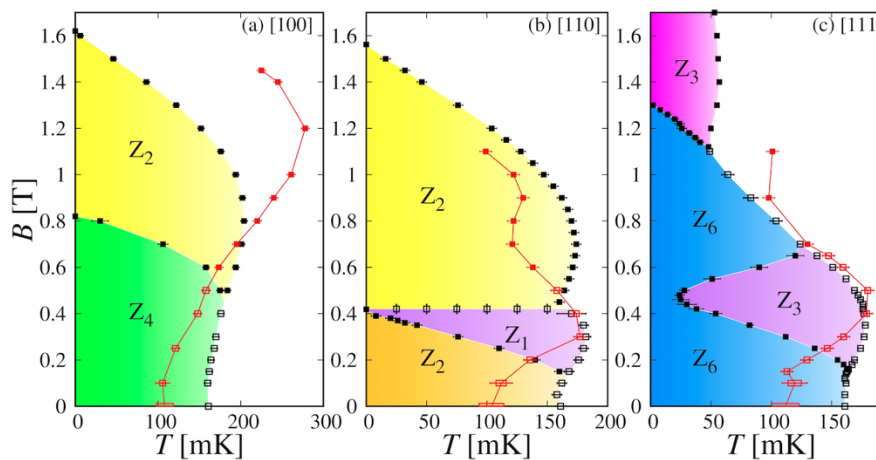 (a) [100]
(b) [110]
(c) [111
B [T]
1.6
1.4
1.2
1
0.8
0.6
0.4
0.2
0
Z2
Z4
Z2
Z1
Z2
Z3
Z6
Z3
Z6
0 100 200 300
0 50 100 150
0 50 100 150
T [mK]
T [mK]
T [mK]